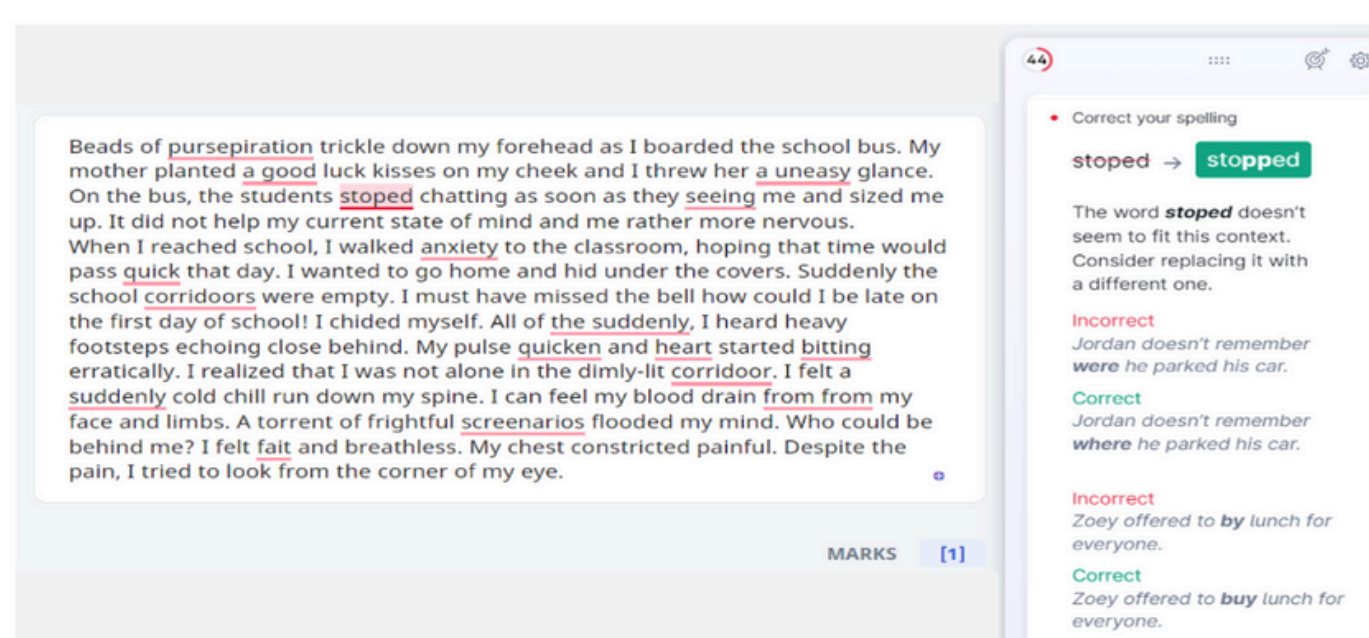 Beads of pursepiration trickle down my forehead as I boarded the school bus. My
mother planted a good luck kisses on my cheek and I threw her a uneasy glance.
On the bus, the students stoped chatting as soon as they seeing me and sized me
up. It did not help my current state of mind and me rather more nervous.
When I reached school, I walked anxiety to the classroom, hoping that time would
pass quick that day. I wanted to go home and hid under the covers. Suddenly the
school corridoors were empty. I must have missed the bell how could I be late on
the first day of school! I chided myself. All of the suddenly, I heard heavy
footsteps echoing close behind. My pulse quicken and heart started bitting
erratically. I realized that I was not alone in the dimly-lit corridoor. I felt a
suddenly cold chill run down my spine. I can feel my blood drain from from my
face and limbs. A torrent of frightful screenarios flooded my mind. Who could be
behind me? I felt fait and breathless. My chest constricted painful. Despite the
pain, I tried to look from the corner of my eye.
MARKS [1]
44
Correct your spelling
stoped → stopped
The word stoped doesn't
seem to fit this context.
Consider replacing it with
a different one.
Incorrect
Jordan doesn't remember
were he parked his car.
Correct
Jordan doesn't remember
where he parked his car.
Incorrect
Zoey offered to by lunch for
everyone.
Correct
Zoey offered to buy lunch for
everyone.